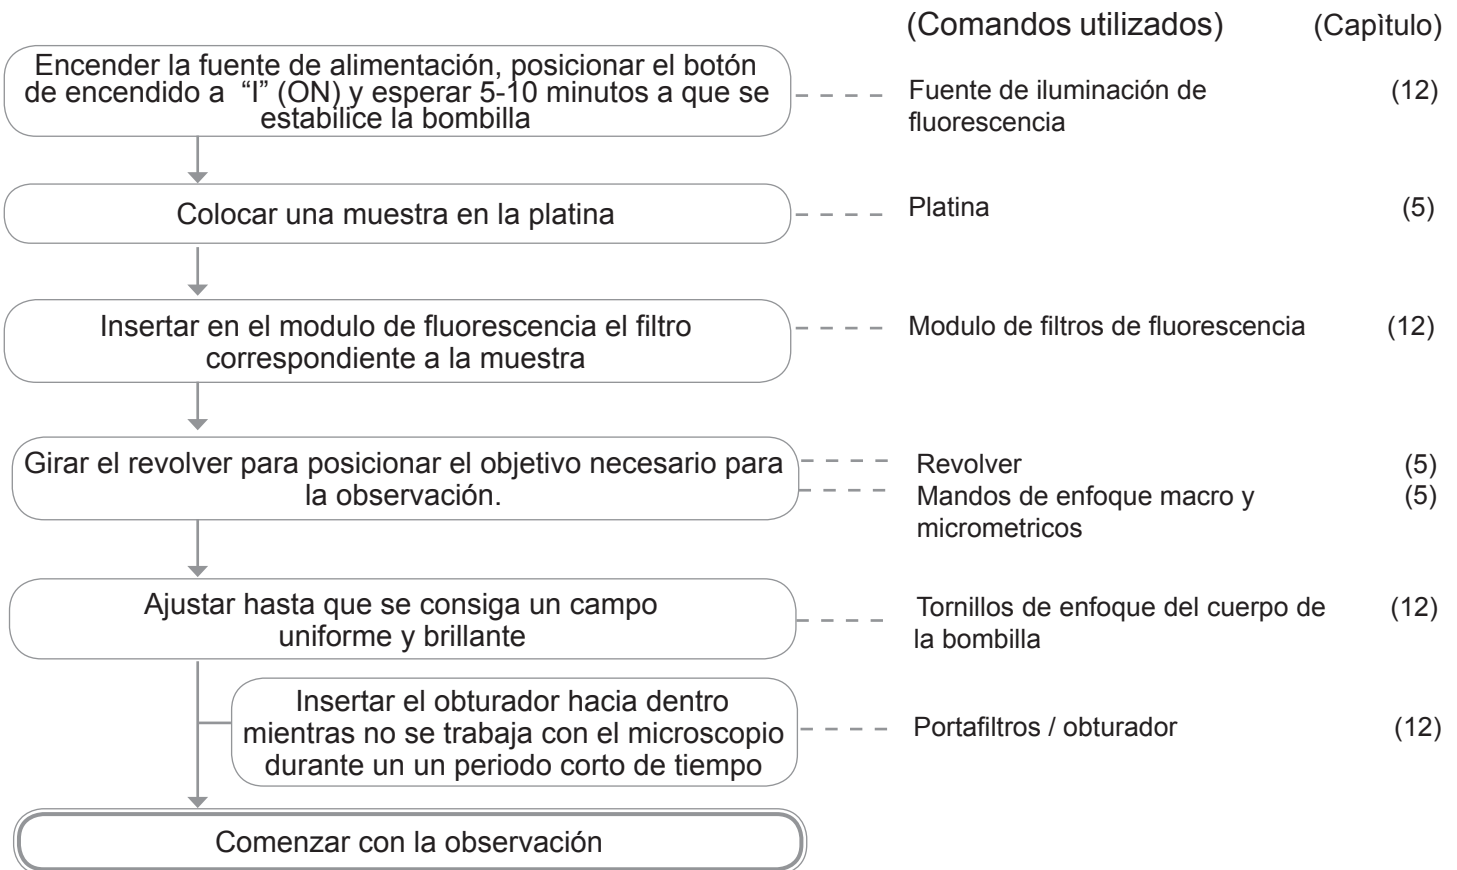 (Comandos utilizados) (Capìtulo)
Encender la fuente de alimentación, posicionar el botón
de encendido a “I” (ON) y esperar 5-10 minutos a que se
estabilice la bombilla
Fuente de iluminación de (12)
fluorescencia
Colocar una muestra en la platina
Platina (5)
Insertar en el modulo de fluorescencia el filtro
correspondiente a la muestra
Modulo de filtros de fluorescencia (12)
Girar el revolver para posicionar el objetivo necesario para
la observación.
Revolver (5)
Mandos de enfoque macro y (5)
micrometricos
Ajustar hasta que se consiga un campo
uniforme y brillante
Tornillos de enfoque del cuerpo de (12)
la bombilla
Insertar el obturador hacia dentro
mientras no se trabaja con el microscopio
durante un un periodo corto de tiempo
Portafiltros / obturador (12)
Comenzar con la observación